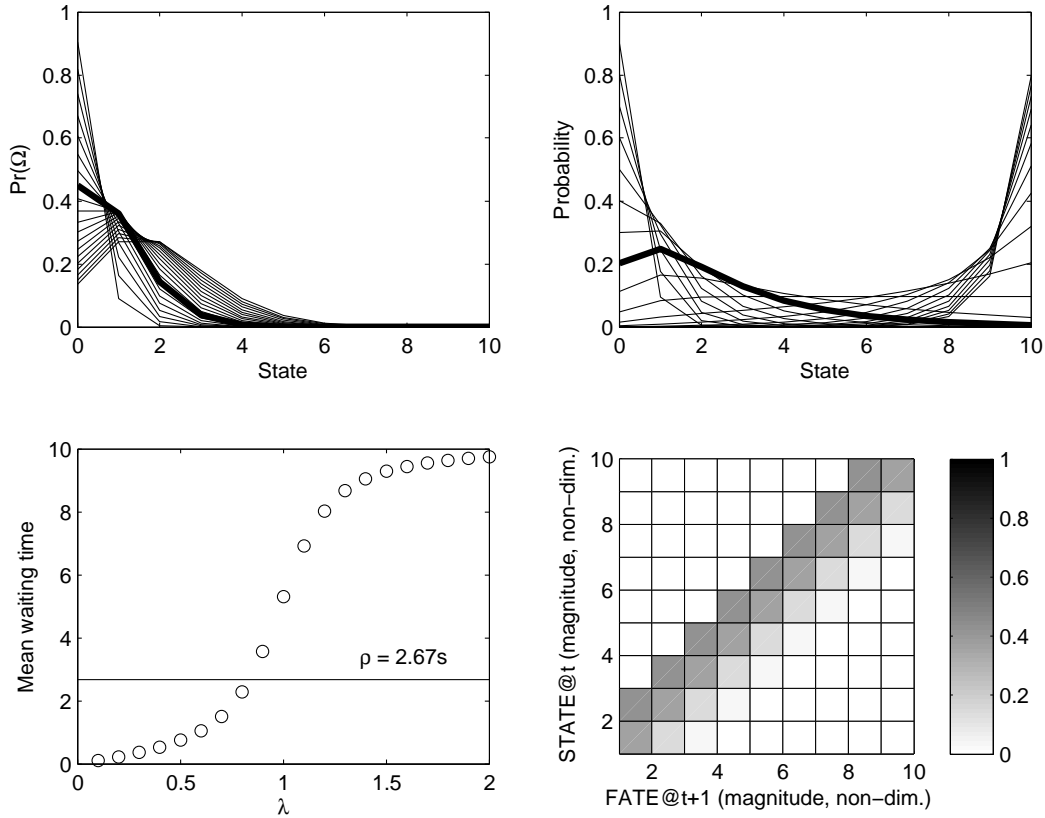 1
0.8
0.6
0.4
0.2
0
Pr(Ω)
0 2 4 6 8 10
State
1
0.8
0.6
0.4
0.2
0
Probability
0 2 4 6 8 10
State
10
8
6
4
2
0
Mean waiting time
ρ = 2.67s
0 0.5 1 1.5 2
λ
10
8
6
4
2
STATE@t (magnitude, non−dim.)
2 4 6 8 10
FATE@t+1 (magnitude, non−dim.)
1
0.8
0.6
0.4
0.2
0